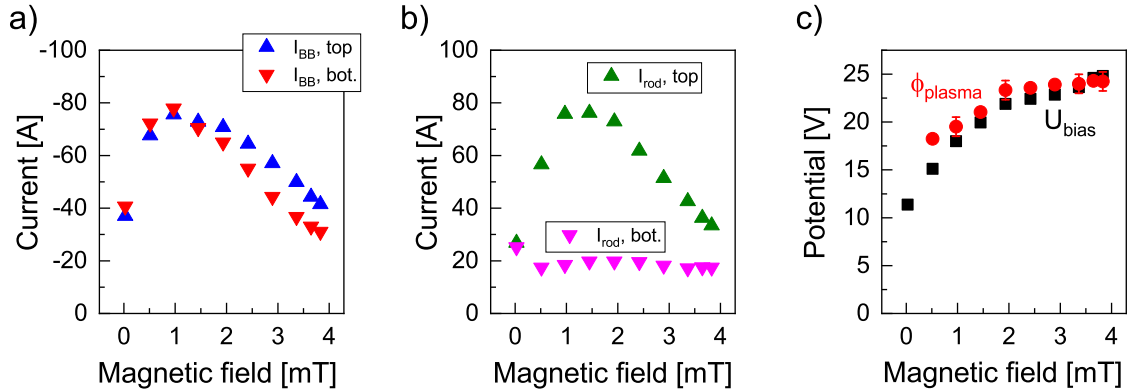 a)
-100
-80
-60
-40
-20
0
Current [A]
I_BB, top
I_BB, bot.
0 1 2 3 4
Magnetic field [mT]
b)
100
80
60
40
20
0
Current [A]
I_rod, top
I_rod, bot.
0 1 2 3 4
Magnetic field [mT]
c)
25
20
15
10
5
0
Potential [V]
ϕ_plasma
U_bias
0 1 2 3 4
Magnetic field [mT]